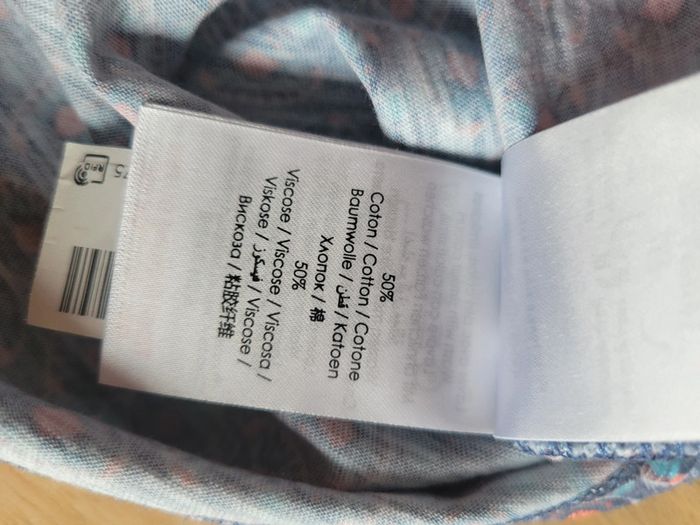 50%
Coton / Cotton / Cotone
Baumwolle / قطن / Katoen
Хлопок / 棉
50%
Viscose / Viscose / Viscosa /
Viskose / فيسكوز / Viscose /
Вискоза / 粘胶纤维
RFID